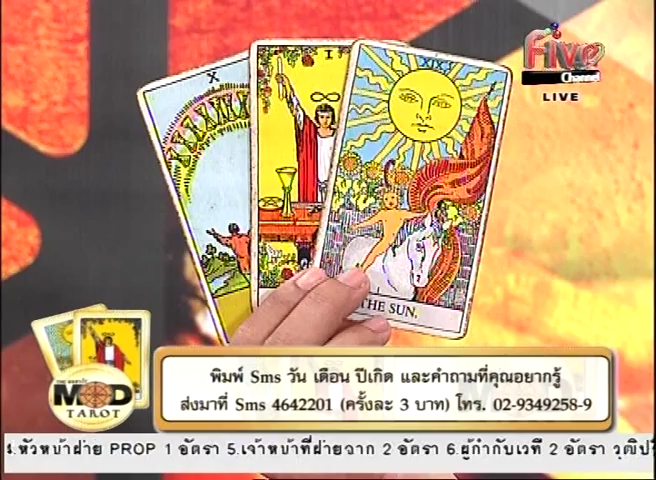 X
I
XIX
THE SUN.
Five
Channel
LIVE
MOD
TAROT
พิมพ์ Sms วัน เดือน ปีเกิด และคำถามที่คุณอยากรู้
ส่งมาที่ Sms 4642201 (ครั้งละ 3 บาท) โทร. 02-9349258-9
4.หัวหน้าฝ่าย PROP 1 อัตรา 5.เจ้าหน้าที่ฝ่ายฉาก 2 อัตรา 6.ผู้กำกับเวที 2 อัตรา